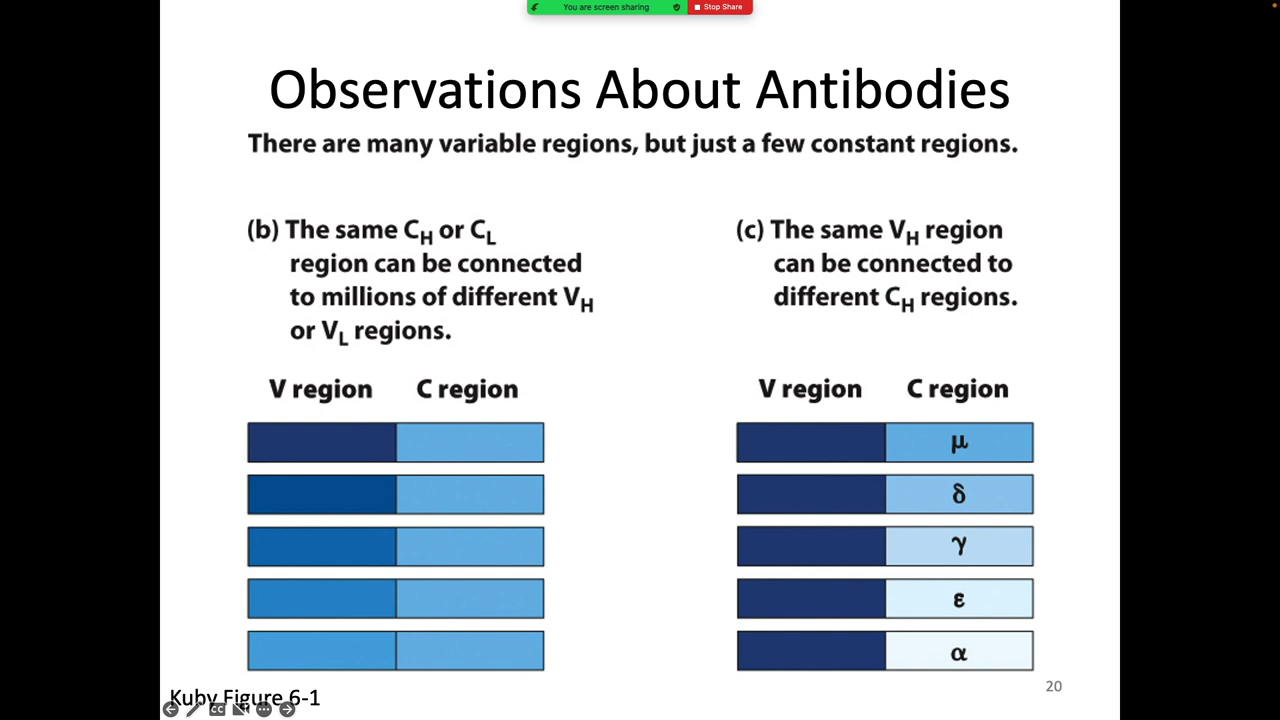 You are screen sharing
Stop Share
Observations About Antibodies
There are many variable regions, but just a few constant regions.
(b) The same CH or CL
region can be connected
to millions of different VH
or VL regions.
V region C region
(c) The same VH region
can be connected to
different CH regions.
V region C region
μ
δ
γ
ε
α
Kuby Figure 6-1
CC
20